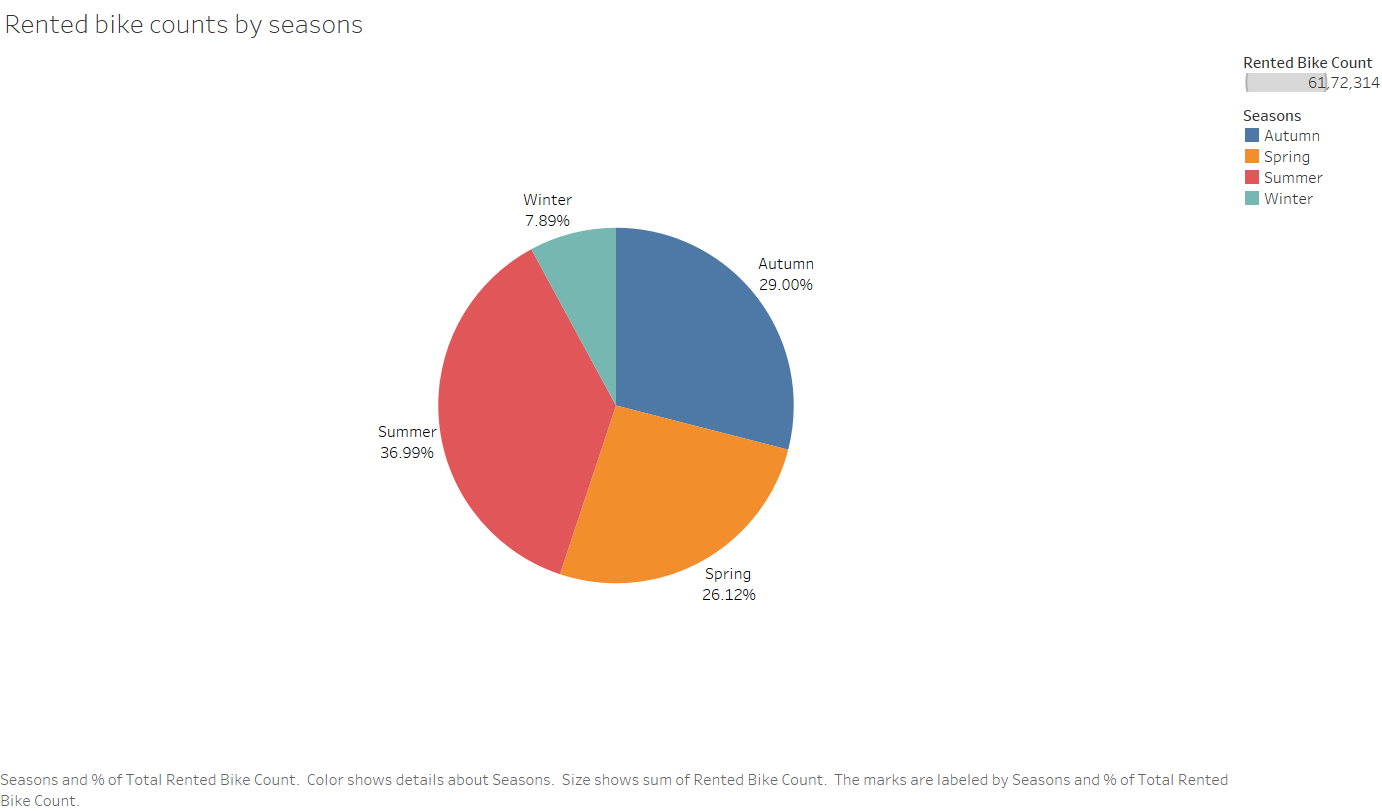 Rented bike counts by seasons
Rented Bike Count
61,72,314
Seasons
Autumn
Spring
Summer
Winter
Winter
7.89%
Autumn
29.00%
Summer
36.99%
Spring
26.12%
Seasons and % of Total Rented Bike Count.  Color shows details about Seasons.  Size shows sum of Rented Bike Count.  The marks are labeled by Seasons and % of Total Rented
Bike Count.